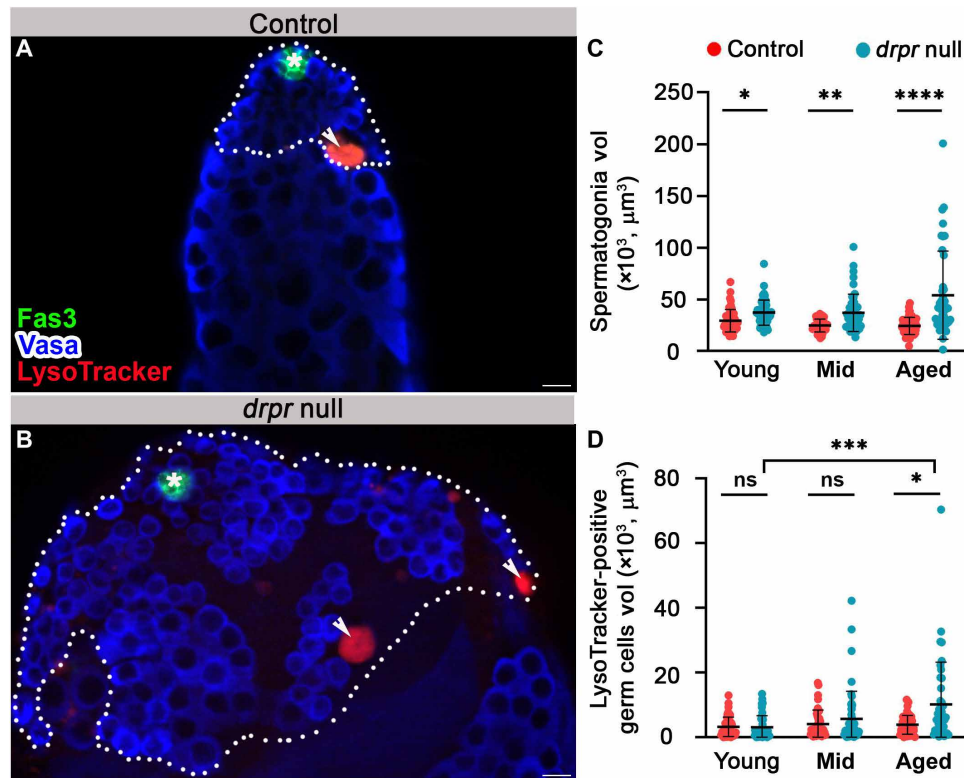 Control
A
*
Fas3
Vasa
LysoTracker
drpr null
B
*
C
Control
drpr null
Spermatogonia vol
(×10³, μm³)
250
200
150
100
50
0
*
**
****
Young
Mid
Aged
D
LysoTracker-positive
germ cells vol (×10³, μm³)
80
60
40
20
0
***
ns
ns
*
Young
Mid
Aged